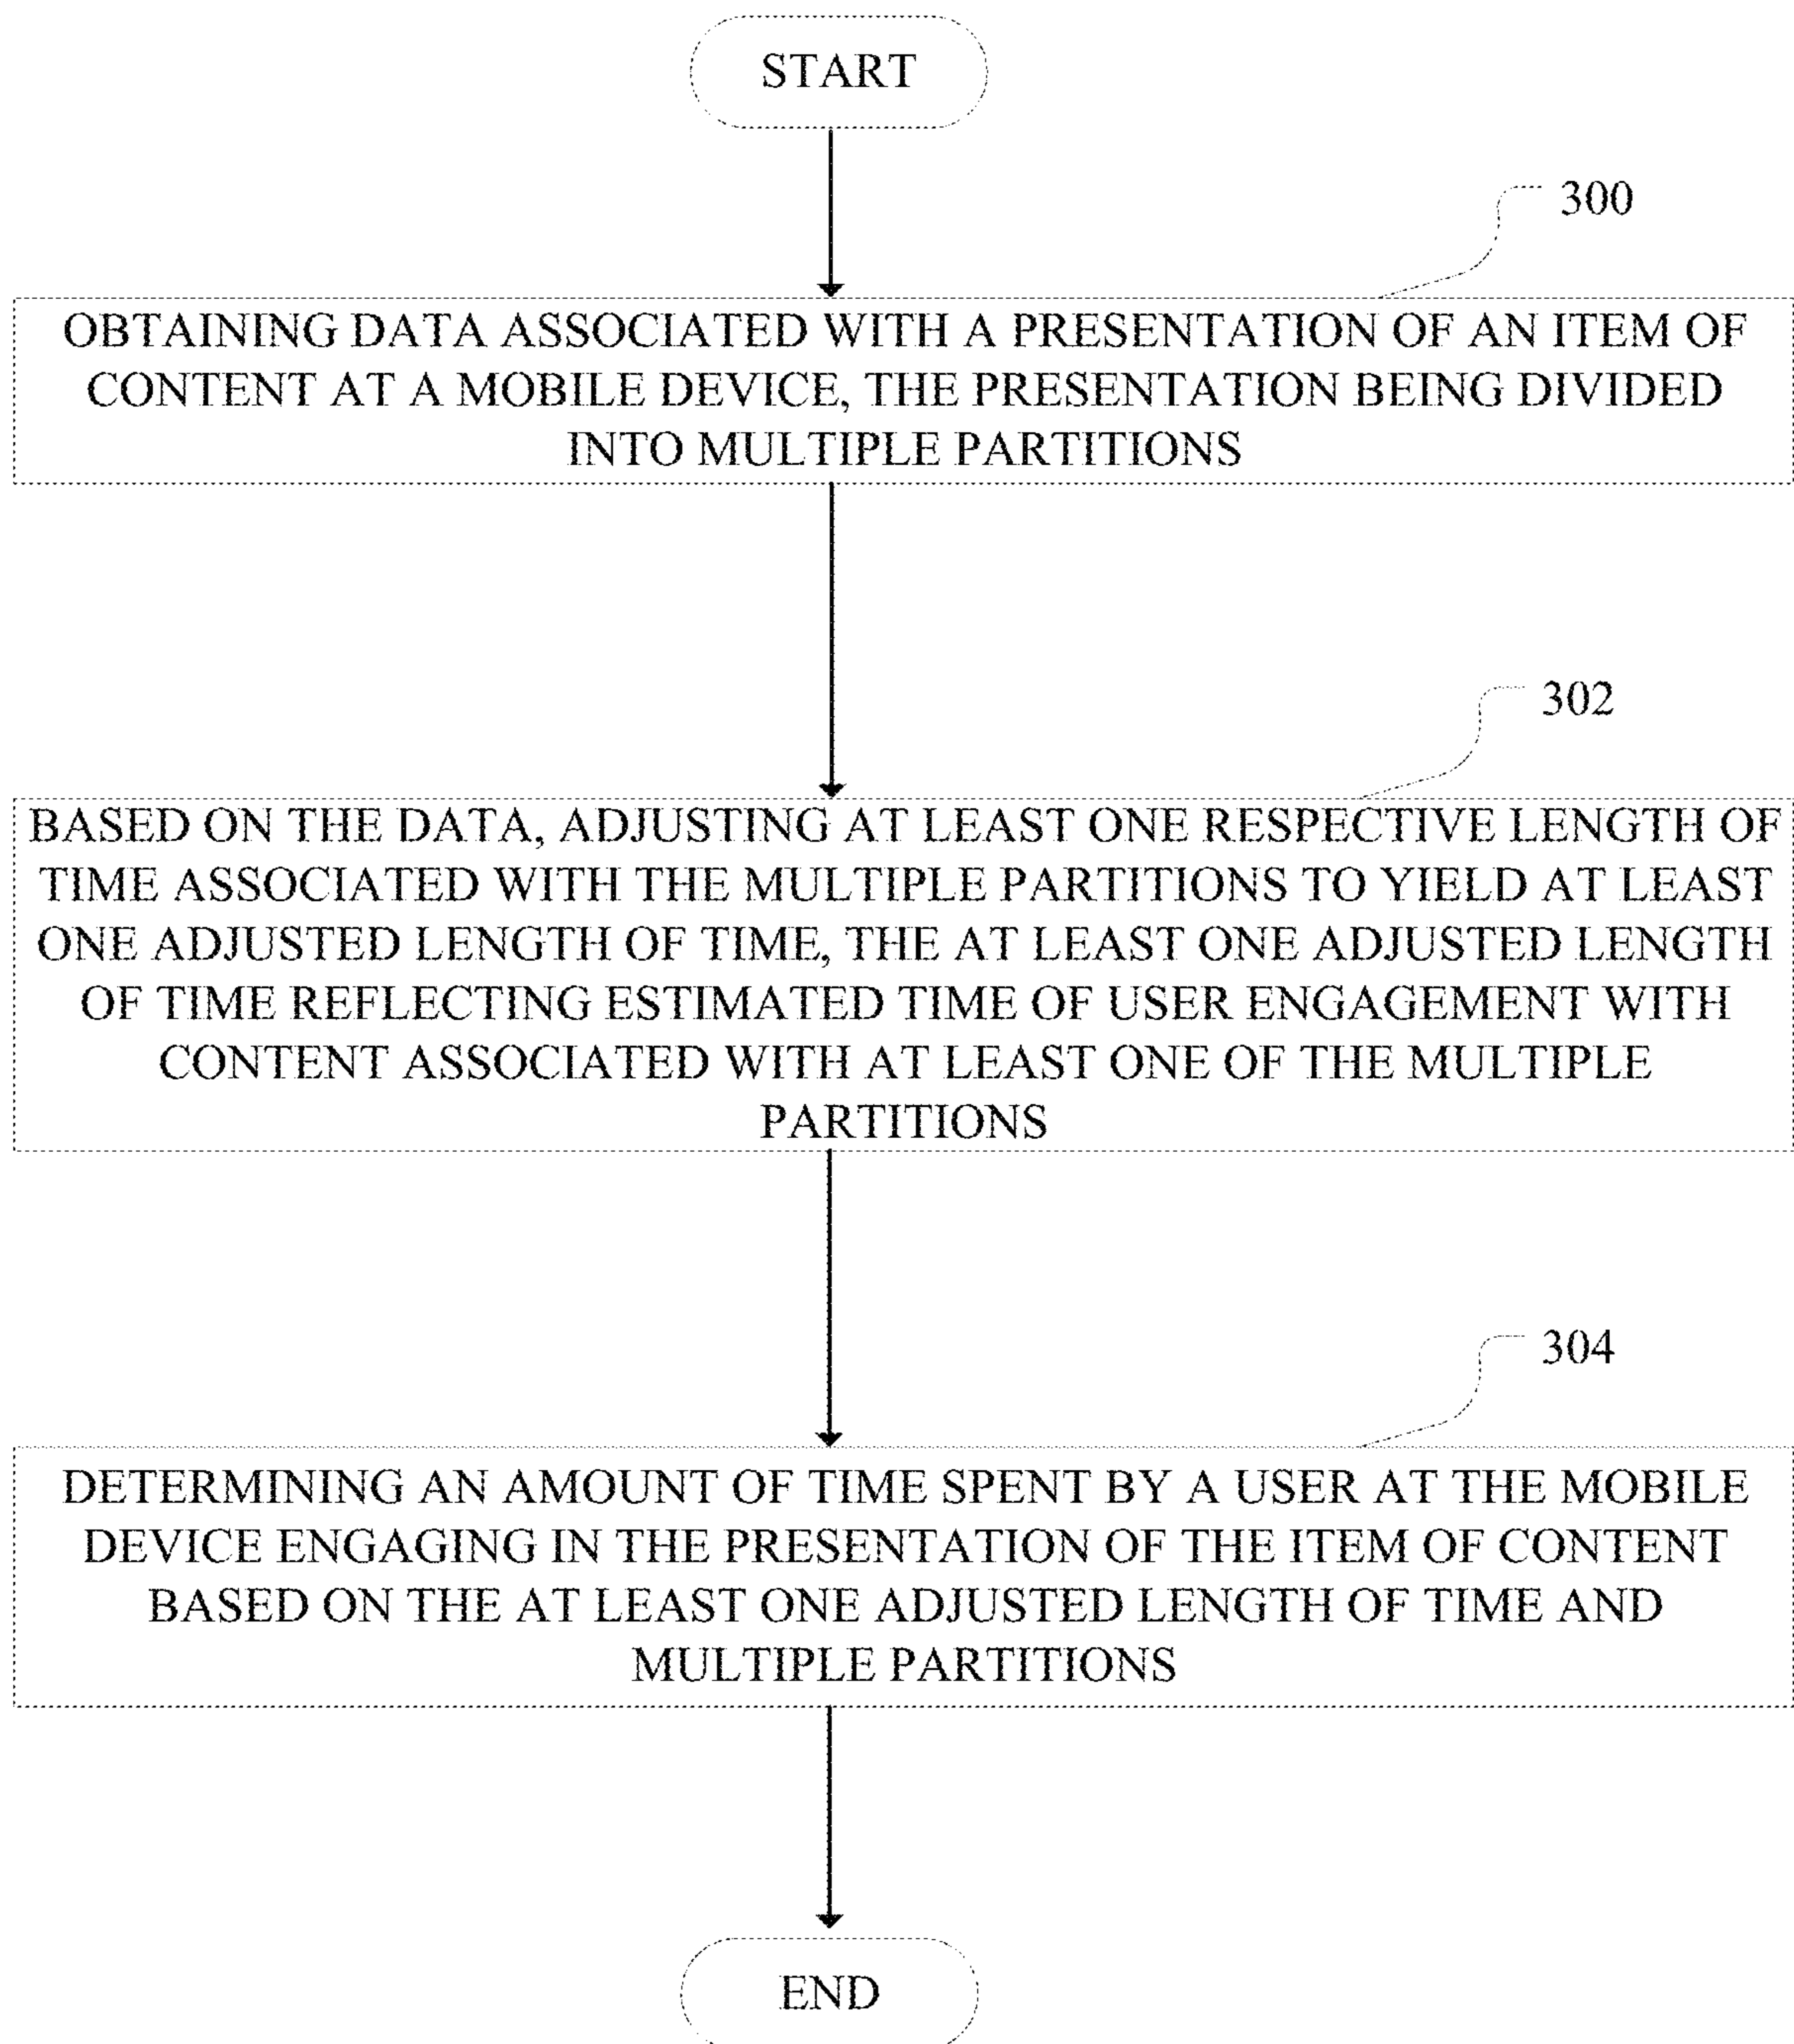 START
300
OBTAINING DATA ASSOCIATED WITH A PRESENTATION OF AN ITEM OF
CONTENT AT A MOBILE DEVICE, THE PRESENTATION BEING DIVIDED
INTO MULTIPLE PARTITIONS
302
BASED ON THE DATA, ADJUSTING AT LEAST ONE RESPECTIVE LENGTH OF
TIME ASSOCIATED WITH THE MULTIPLE PARTITIONS TO YIELD AT LEAST
ONE ADJUSTED LENGTH OF TIME, THE AT LEAST ONE ADJUSTED LENGTH
OF TIME REFLECTING ESTIMATED TIME OF USER ENGAGEMENT WITH
CONTENT ASSOCIATED WITH AT LEAST ONE OF THE MULTIPLE
PARTITIONS
304
DETERMINING AN AMOUNT OF TIME SPENT BY A USER AT THE MOBILE
DEVICE ENGAGING IN THE PRESENTATION OF THE ITEM OF CONTENT
BASED ON THE AT LEAST ONE ADJUSTED LENGTH OF TIME AND
MULTIPLE PARTITIONS
END